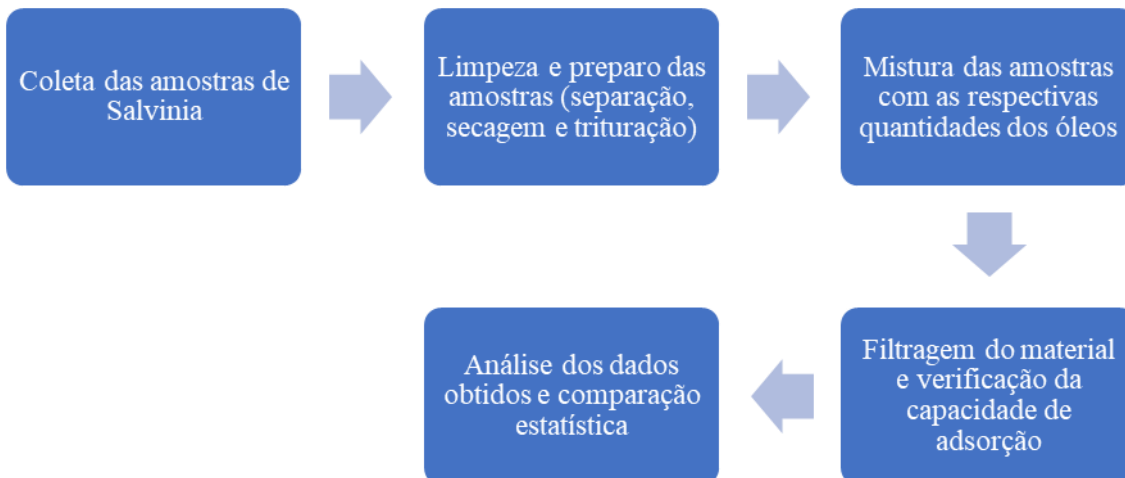 Coleta das amostras de
Salvinia
Limpeza e preparo das
amostras (separação,
secagem e trituração)
Mistura das amostras
com as respectivas
quantidades dos óleos
Filtragem do material
e verificação da
capacidade de
adsorção
Análise dos dados
obtidos e comparação
estatística